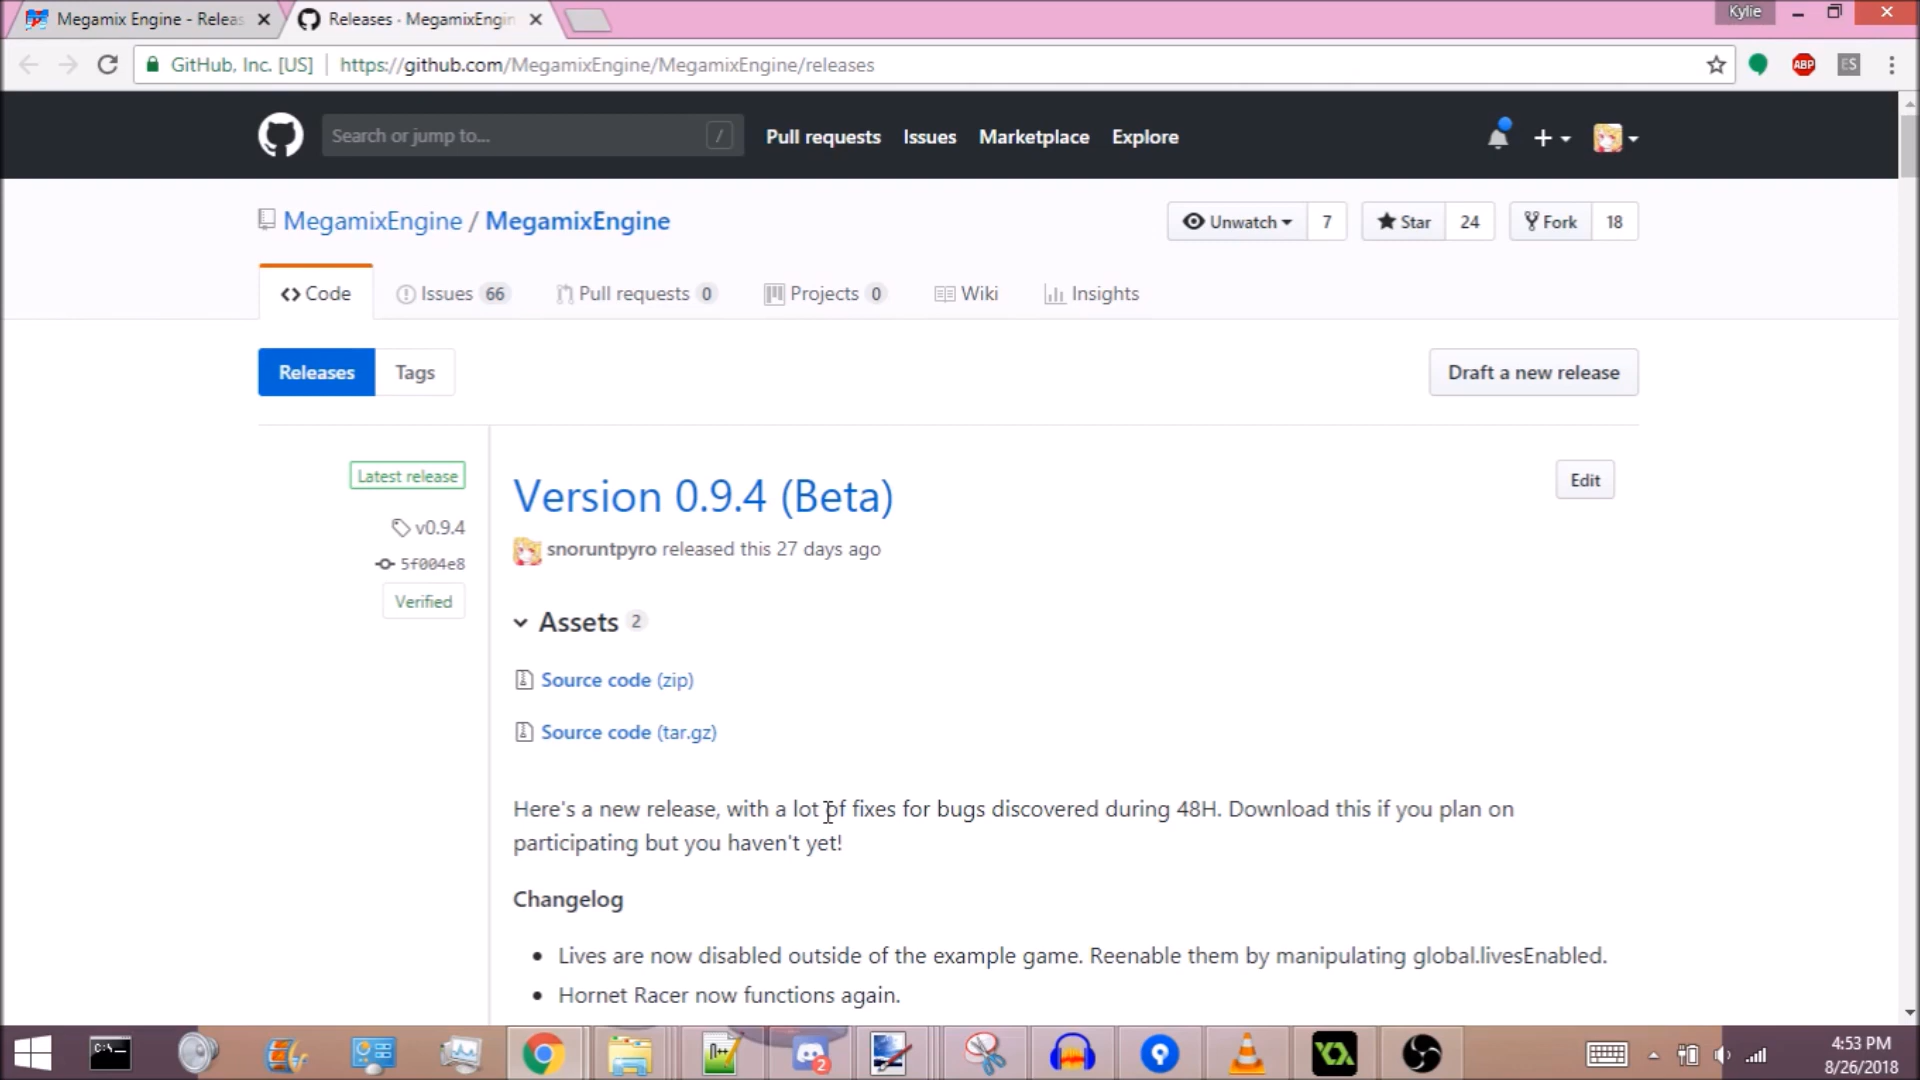 Megamix Engine - Releas
Releases · MegamixEngin
Kylie
GitHub, Inc. [US]
https://github.com/MegamixEngine/MegamixEngine/releases
ABP
ES
Search or jump to...
/
Pull requests
Issues
Marketplace
Explore
MegamixEngine / MegamixEngine
Unwatch
7
Star
24
Fork
18
Code
Issues 66
Pull requests 0
Projects 0
Wiki
Insights
Releases
Tags
Draft a new release
Latest release
v0.9.4
5f004e8
Verified
Version 0.9.4 (Beta)
Edit
snoruntpyro released this 27 days ago
Assets 2
Source code (zip)
Source code (tar.gz)
Here's a new release, with a lot of fixes for bugs discovered during 48H. Download this if you plan on
participating but you haven't yet!
Changelog
Lives are now disabled outside of the example game. Reenable them by manipulating global.livesEnabled.
Hornet Racer now functions again.
C:\
n++
2
4:53 PM
8/26/2018